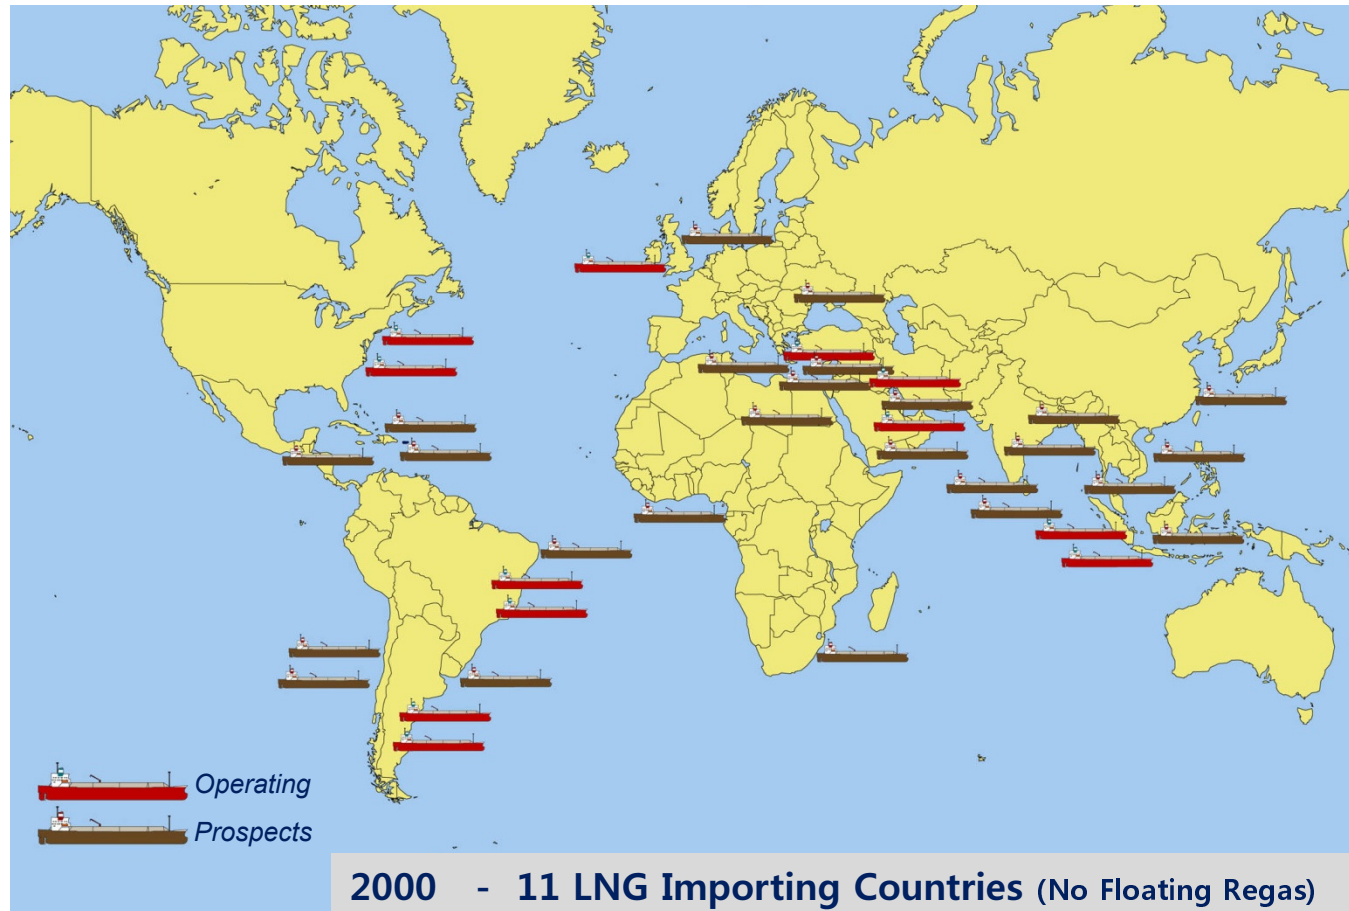 Operating
Prospects
2000 - 11 LNG Importing Countries (No Floating Regas)